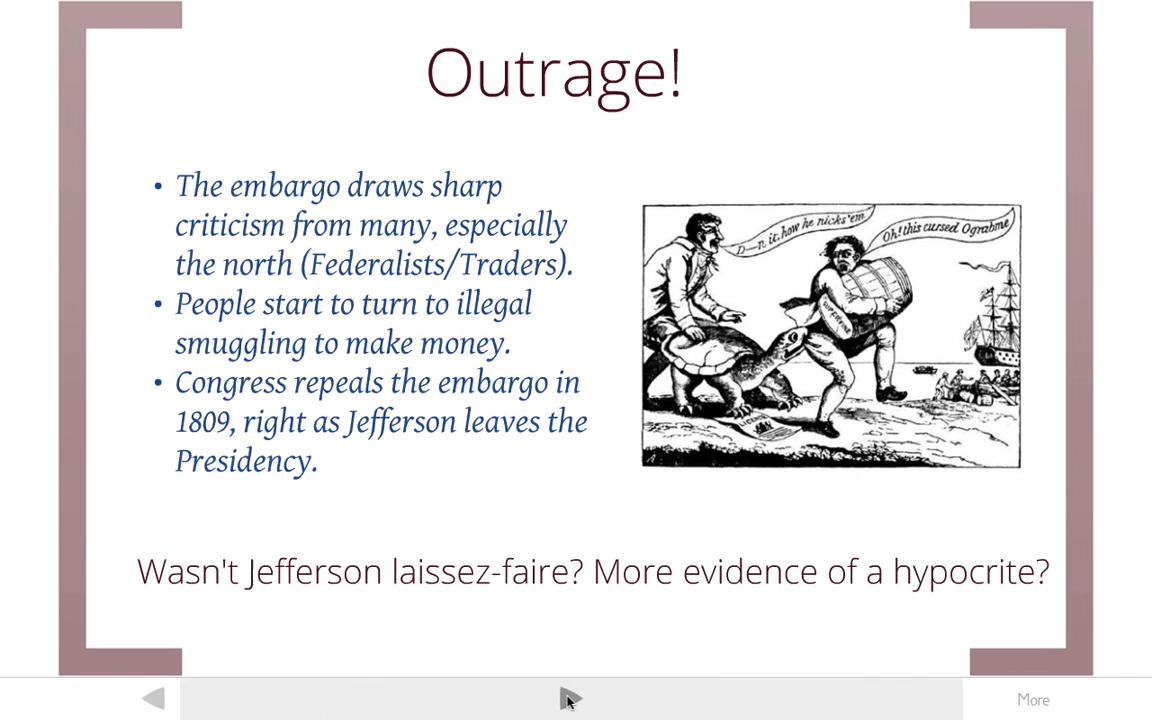 Outrage!
• The embargo draws sharp
criticism from many, especially
the north (Federalists/Traders).
• People start to turn to illegal
smuggling to make money.
• Congress repeals the embargo in
1809, right as Jefferson leaves the
Presidency.
D—n it, how he nicks 'em
Oh! this cursed Ograbme
SUPERFINE
Wasn't Jefferson laissez-faire? More evidence of a hypocrite?
More